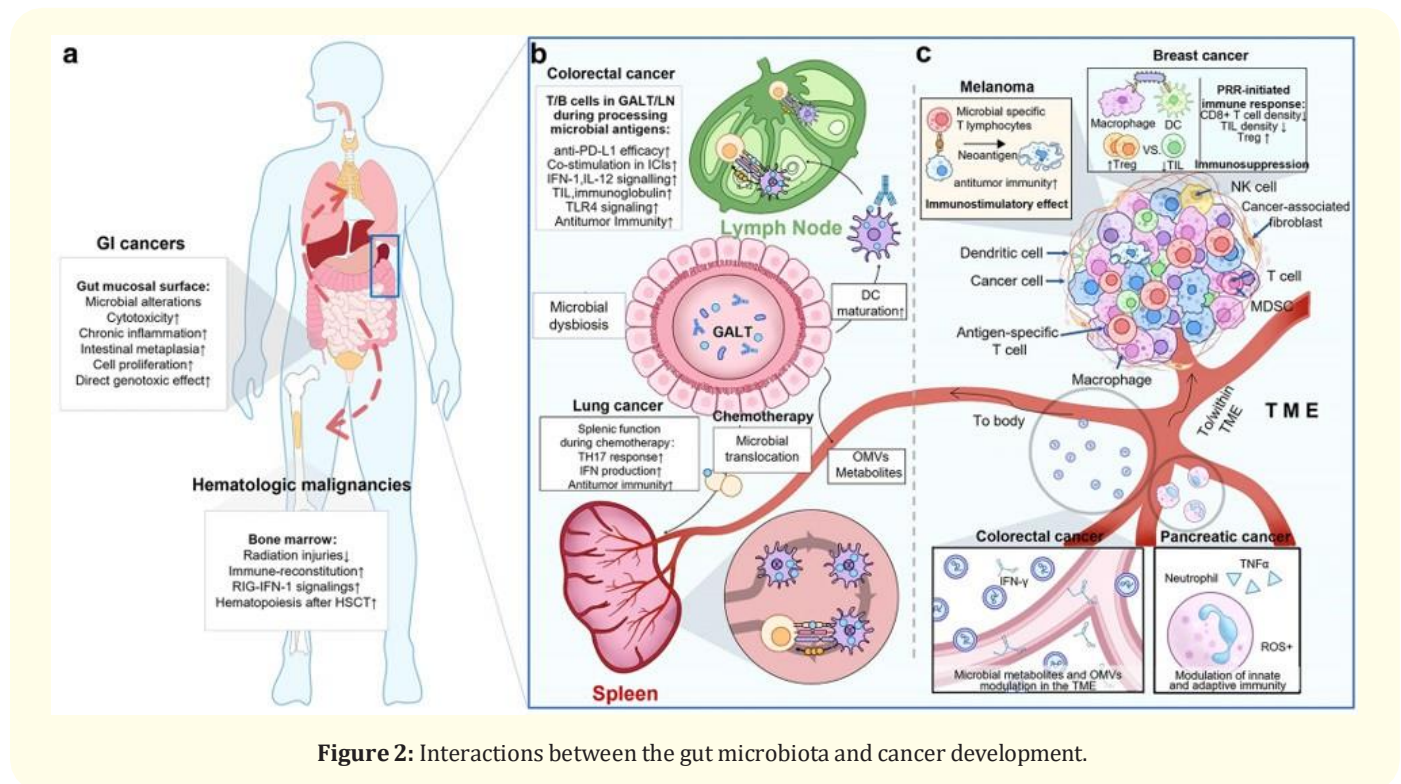 a
GI cancers
Gut mucosal surface:
Microbial alterations
Cytotoxicity↑
Chronic inflammation↑
Intestinal metaplasia↑
Cell proliferation↑
Direct genotoxic effect↑
Hematologic malignancies
Bone marrow:
Radiation injuries↓
Immune-reconstitution↑
RIG-IFN-1 signalings↑
Hematopoiesis after HSCT↑
b
Colorectal cancer
T/B cells in GALT/LN
during processing
microbial antigens:
anti-PD-L1 efficacy↑
Co-stimulation in ICIs↑
IFN-1,IL-12 signalling↑
TIL,immunoglobulin↑
TLR4 signaling↑
Antitumor Immunity↑
IL-12
Lymph Node
Microbial
dysbiosis
GALT
DC
maturation↑
Lung cancer
Splenic function
during chemotherapy:
TH17 response↑
IFN production↑
Antitumor immunity↑
Chemotherapy
Microbial
translocation
OMVs
Metabolites
Spleen
c
Melanoma
Microbial specific
T lymphocytes
Neoantigen
antitumor immunity↑
Immunostimulatory effect
Breast cancer
Macrophage
DC
↑Treg
VS.
↓TIL
PRR-initiated
immune response:
CD8+ T cell density↓
TIL density ↓
Treg ↑
Immunosuppression
NK cell
Cancer-associated
fibroblast
Dendritic cell
Cancer cell
T cell
MDSC
Antigen-specific
T cell
Macrophage
To body
To/within
TME
TME
Colorectal cancer
IFN-γ
Microbial metabolites and OMVs
modulation in the TME
Pancreatic cancer
TNFα
Neutrophil
ROS+
Modulation of innate
and adaptive immunity
Figure 2: Interactions between the gut microbiota and cancer development.